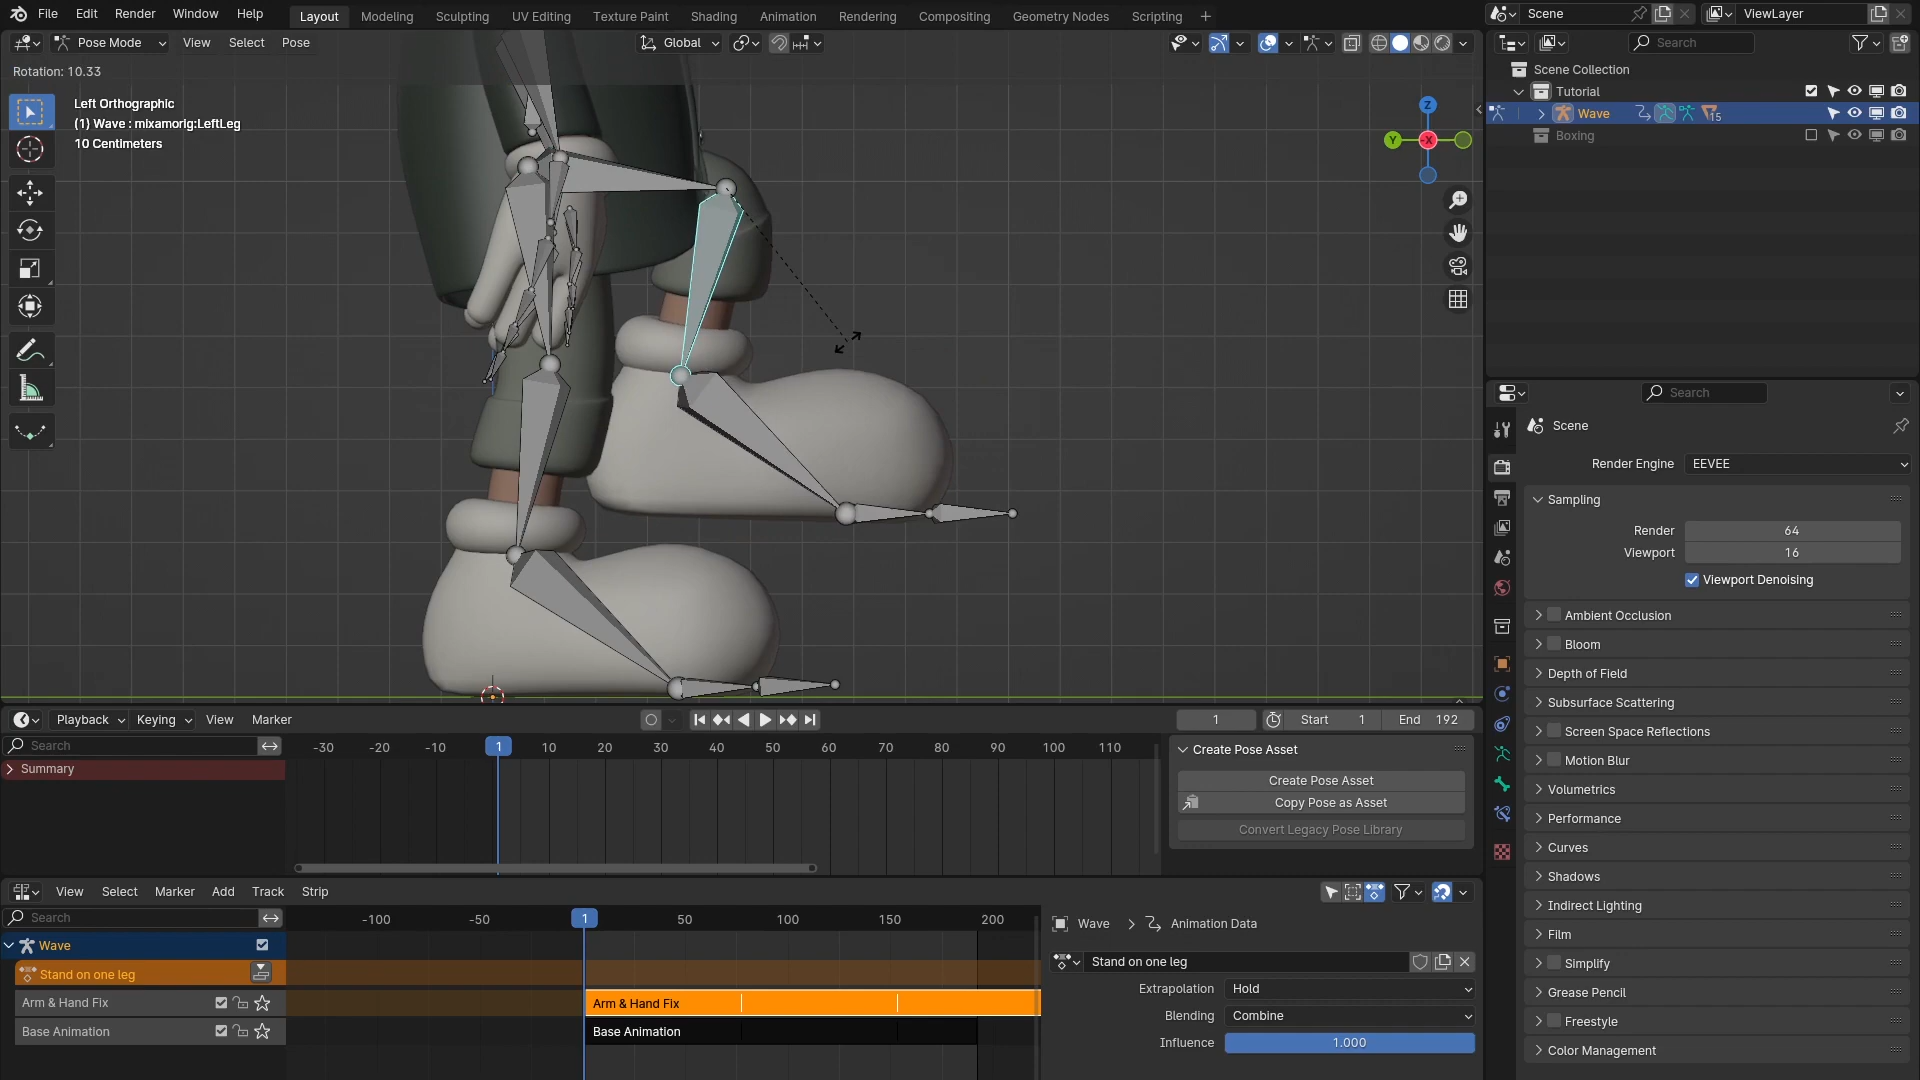 File Edit Render Window Help Layout Modeling Sculpting UV Editing Texture Paint Shading Animation Rendering Compositing Geometry Nodes Scripting + Scene ViewLayer
Pose Mode View Select Pose Global Search
Rotation: 10.33
Left Orthographic
(1) Wave : mixamorig:LeftLeg
10 Centimeters
Z
Y
-X
Scene Collection
Tutorial
Wave 15
Boxing
Search
Scene
Render Engine EEVEE
Sampling
Render 64
Viewport 16
Viewport Denoising
Ambient Occlusion
Bloom
Depth of Field
Subsurface Scattering
Screen Space Reflections
Motion Blur
Volumetrics
Performance
Curves
Shadows
Indirect Lighting
Film
Simplify
Grease Pencil
Freestyle
Color Management
Playback Keying View Marker 1 Start 1 End 192
Search -30 -20 -10 1 10 20 30 40 50 60 70 80 90 100 110
Summary
Create Pose Asset
Create Pose Asset
Copy Pose as Asset
Convert Legacy Pose Library
View Select Marker Add Track Strip
Search -100 -50 1 50 100 150 200
Wave
Stand on one leg
Arm & Hand Fix Arm & Hand Fix
Base Animation Base Animation
Wave Animation Data
Stand on one leg
Extrapolation Hold
Blending Combine
Influence 1.000